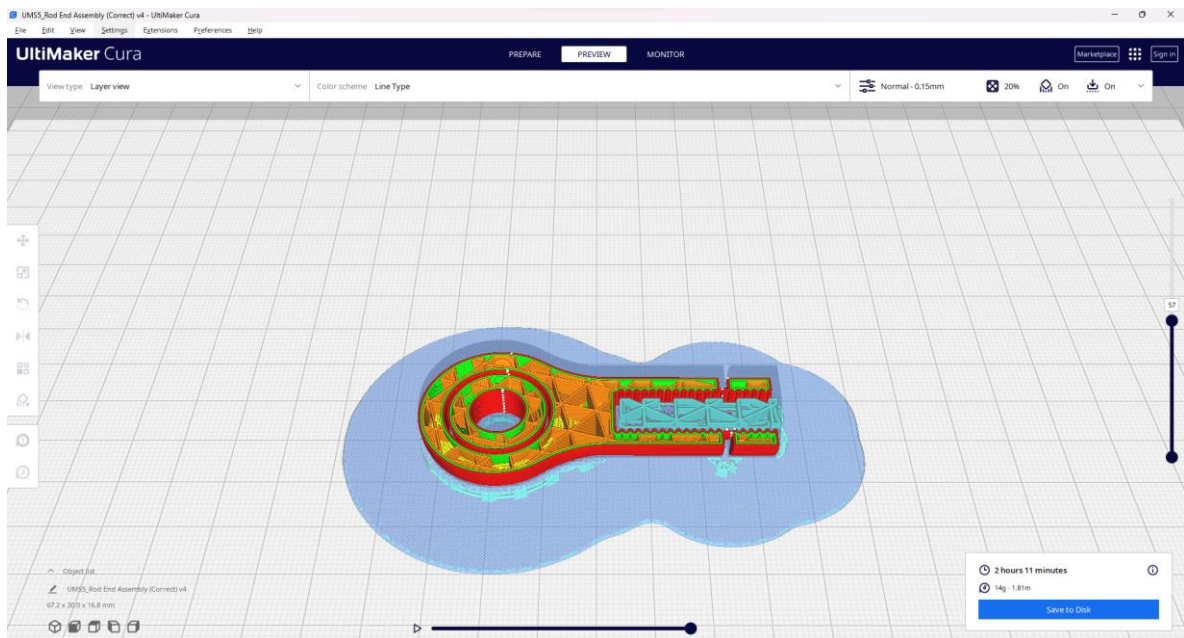 UMS5_Rod End Assembly (Correct) v4 - UltiMaker Cura
File Edit View Settings Extensions Preferences Help
UltiMaker Cura PREPARE PREVIEW MONITOR Marketplace Sign in
View type Layer view Color scheme Line Type Normal - 0.15mm 20% On On
57
1
2
Object list
UMS5_Rod End Assembly (Correct) v4
67.2 x 30.0 x 16.8 mm
2 hours 11 minutes
14g · 1.81m
Save to Disk